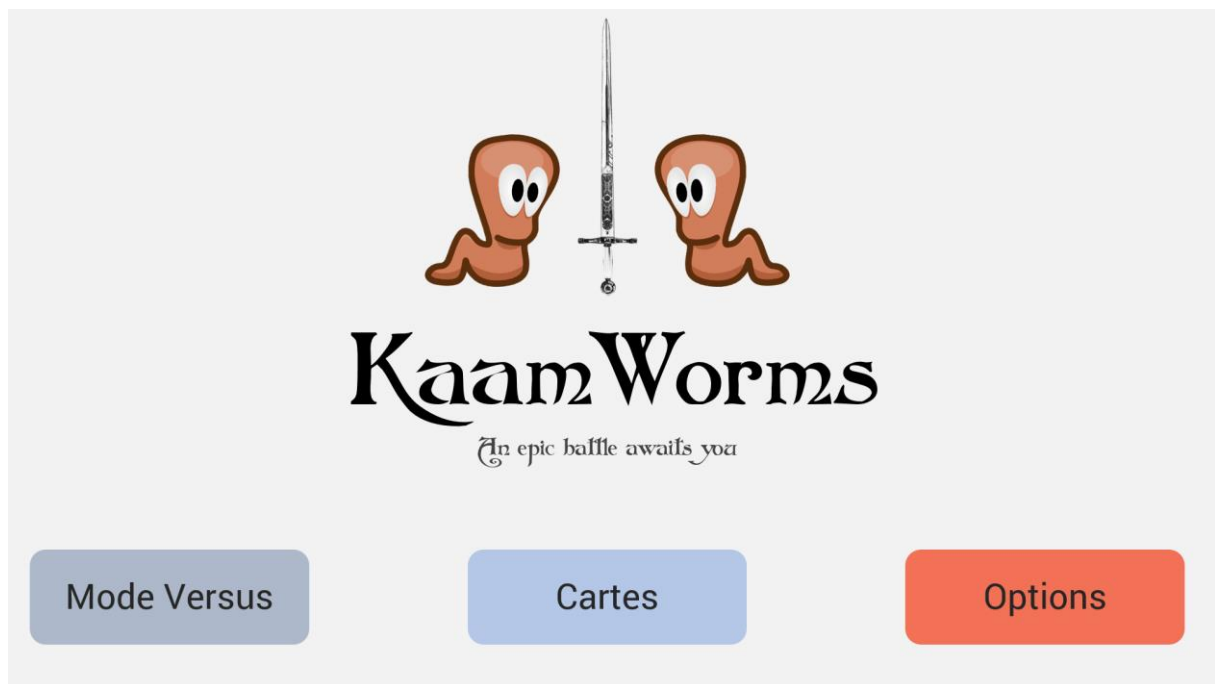 KaamWorms
An epic battle awaits you
Mode Versus
Cartes
Options